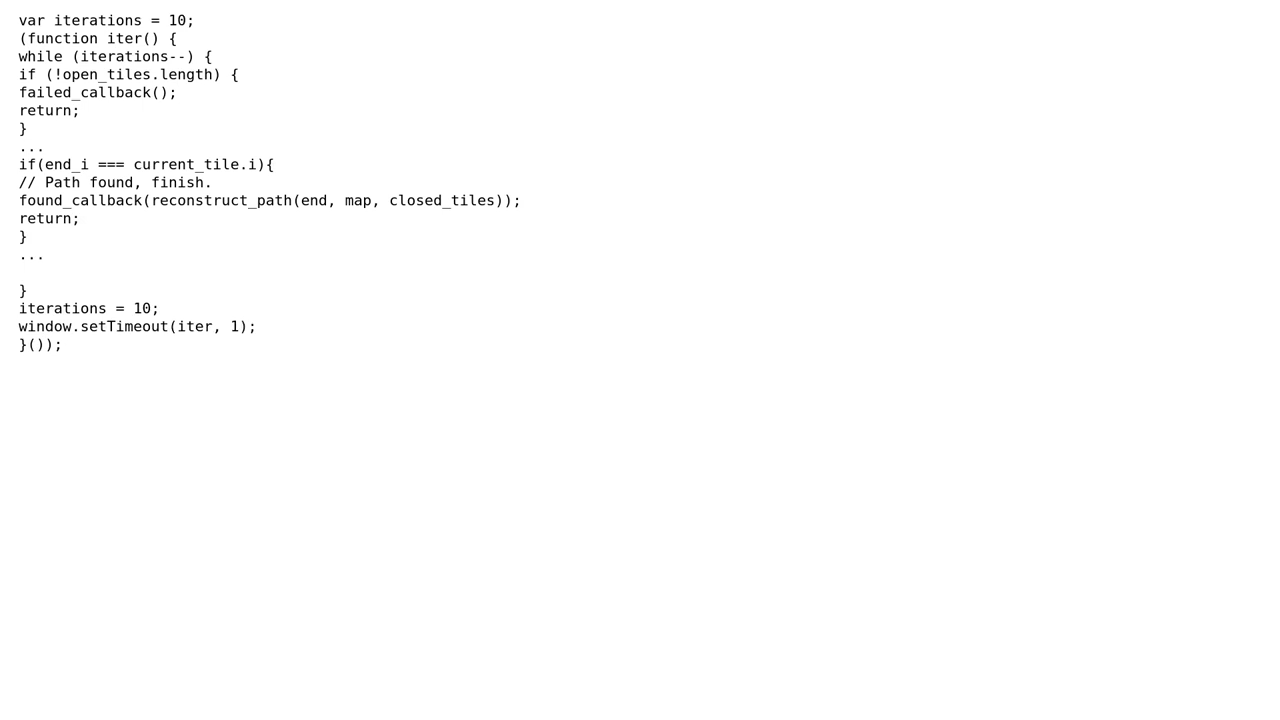 var iterations = 10;
(function iter() {
while (iterations--) {
if (!open_tiles.length) {
failed_callback();
return;
}
...
if(end_i === current_tile.i){
// Path found, finish.
found_callback(reconstruct_path(end, map, closed_tiles));
return;
}
...

}
iterations = 10;
window.setTimeout(iter, 1);
}());